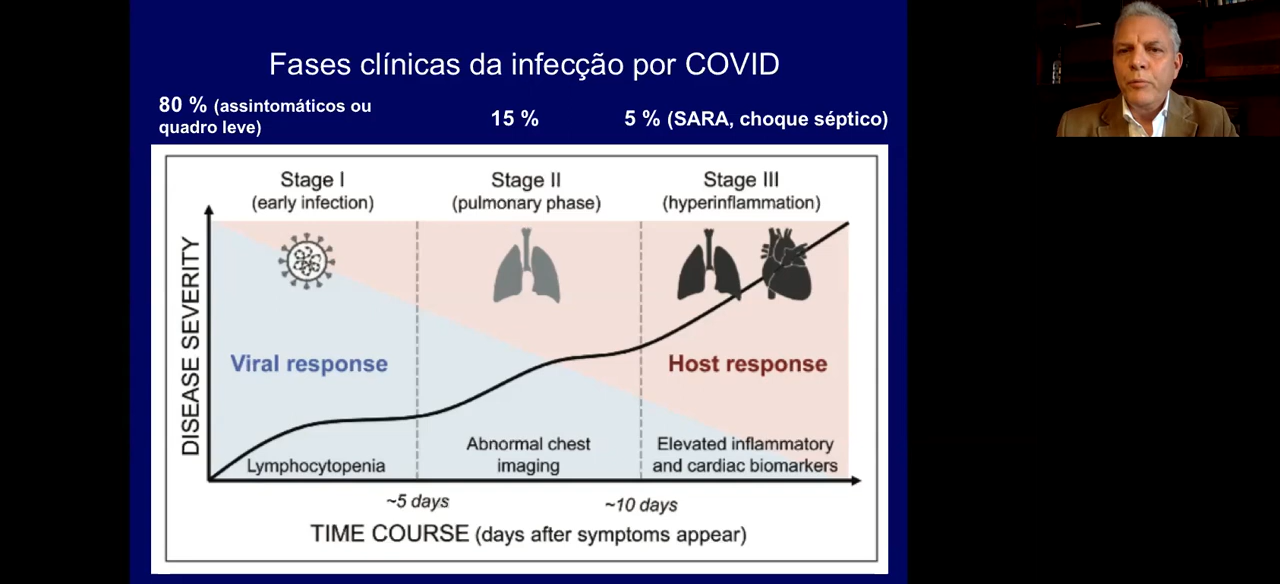 Fases clínicas da infecção por COVID
80 % (assintomáticos ou
quadro leve)
15 %
5 % (SARA, choque séptico)
Stage I
(early infection)
Stage II
(pulmonary phase)
Stage III
(hyperinflammation)
DISEASE SEVERITY
Viral response
Host response
Lymphocytopenia
Abnormal chest
imaging
Elevated inflammatory
and cardiac biomarkers
~5 days
~10 days
TIME COURSE (days after symptoms appear)